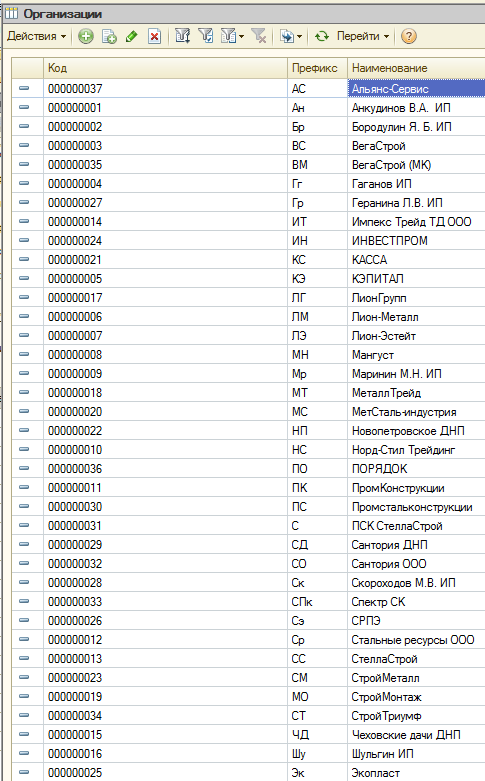 Организации
Действия Перейти
Код Префикс Наименование
000000037 АС Альянс-Сервис
000000001 Ан Анкудинов В.А. ИП
000000002 Бр Бородулин Я. Б. ИП
000000003 ВС ВегаСтрой
000000035 ВМ ВегаСтрой (МК)
000000004 Гг Гаганов ИП
000000027 Гр Геранина Л.В. ИП
000000014 ИТ Импекс Трейд ТД ООО
000000024 ИН ИНВЕСТПРОМ
000000021 КС КАССА
000000005 КЭ КЭПИТАЛ
000000017 ЛГ ЛионГрупп
000000006 ЛМ Лион-Металл
000000007 ЛЭ Лион-Эстейт
000000008 МН Мангуст
000000009 Мр Маринин М.Н. ИП
000000018 МТ МеталлТрейд
000000020 МС МетСталь-индустрия
000000022 НП Новопетровское ДНП
000000010 НС Норд-Стил Трейдинг
000000036 ПО ПОРЯДОК
000000011 ПК ПромКонструкции
000000030 ПС Промстальконструкции
000000031 С ПСК СтеллаСтрой
000000029 СД Сантория ДНП
000000032 СО Сантория ООО
000000028 Ск Скороходов М.В. ИП
000000033 СПк Спектр СК
000000026 Сэ СРПЭ
000000012 Ср Стальные ресурсы ООО
000000013 СС СтеллаСтрой
000000023 СМ СтройМеталл
000000019 МО СтройМонтаж
000000034 СТ СтройТриумф
000000015 ЧД Чеховские дачи ДНП
000000016 Шу Шульгин ИП
000000025 Эк Экопласт